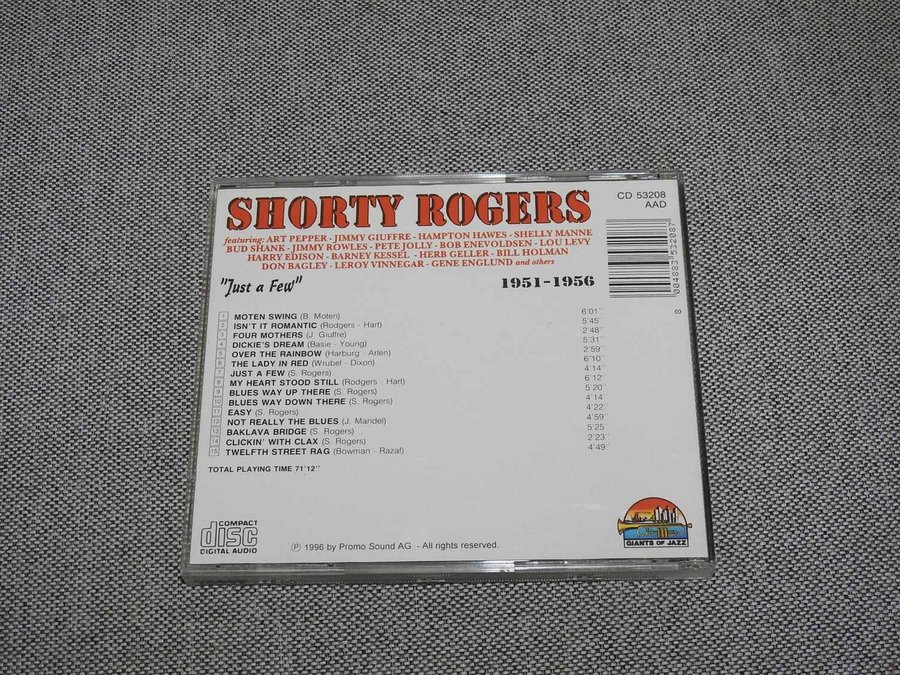 SHORTY ROGERS
CD 53208
AAD
featuring: ART PEPPER - JIMMY GIUFFRE - HAMPTON HAWES - SHELLY MANNE
BUD SHANK - JIMMY ROWLES - PETE JOLLY - BOB ENEVOLDSEN - LOU LEVY
HARRY EDISON - BARNEY KESSEL - HERB GELLER - BILL HOLMAN
DON BAGLEY - LEROY VINNEGAR - GENE ENGLUND and others
"Just a Few"
1951-1956
1 MOTEN SWING (B. Moten) 6'01''
2 ISN'T IT ROMANTIC (Rodgers - Hart) 5'45''
3 FOUR MOTHERS (J. Giuffre) 2'48''
4 DICKIE'S DREAM (Basie - Young) 5'31''
5 OVER THE RAINBOW (Harburg - Arlen) 2'59''
6 THE LADY IN RED (Wrubel - Dixon) 6'10''
7 JUST A FEW (S. Rogers) 4'14''
8 MY HEART STOOD STILL (Rodgers - Hart) 6'12''
9 BLUES WAY UP THERE (S. Rogers) 5'20''
10 BLUES WAY DOWN THERE (S. Rogers) 4'14''
11 EASY (S. Rogers) 4'22''
12 NOT REALLY THE BLUES (J. Mandel) 4'59''
13 BAKLAVA BRIDGE (S. Rogers) 5'25''
14 CLICKIN' WITH CLAX (S. Rogers) 2'23''
15 TWELFTH STREET RAG (Bowman - Razaf) 4'49''
TOTAL PLAYING TIME 71'12''
8
COMPACT
disc
DIGITAL AUDIO
Ⓟ 1996 by Promo Sound AG - All rights reserved.
GIANTS OF JAZZ